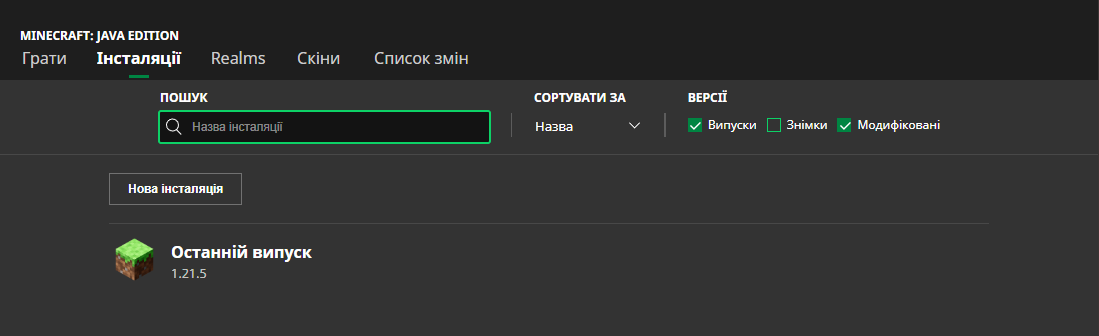 MINECRAFT: JAVA EDITION
Грати Інсталяції Realms Скіни Список змін
ПОШУК СОРТУВАТИ ЗА ВЕРСІЇ
Назва інсталяції Назва Випуски Знімки Модифіковані
Нова інсталяція
Останній випуск
1.21.5